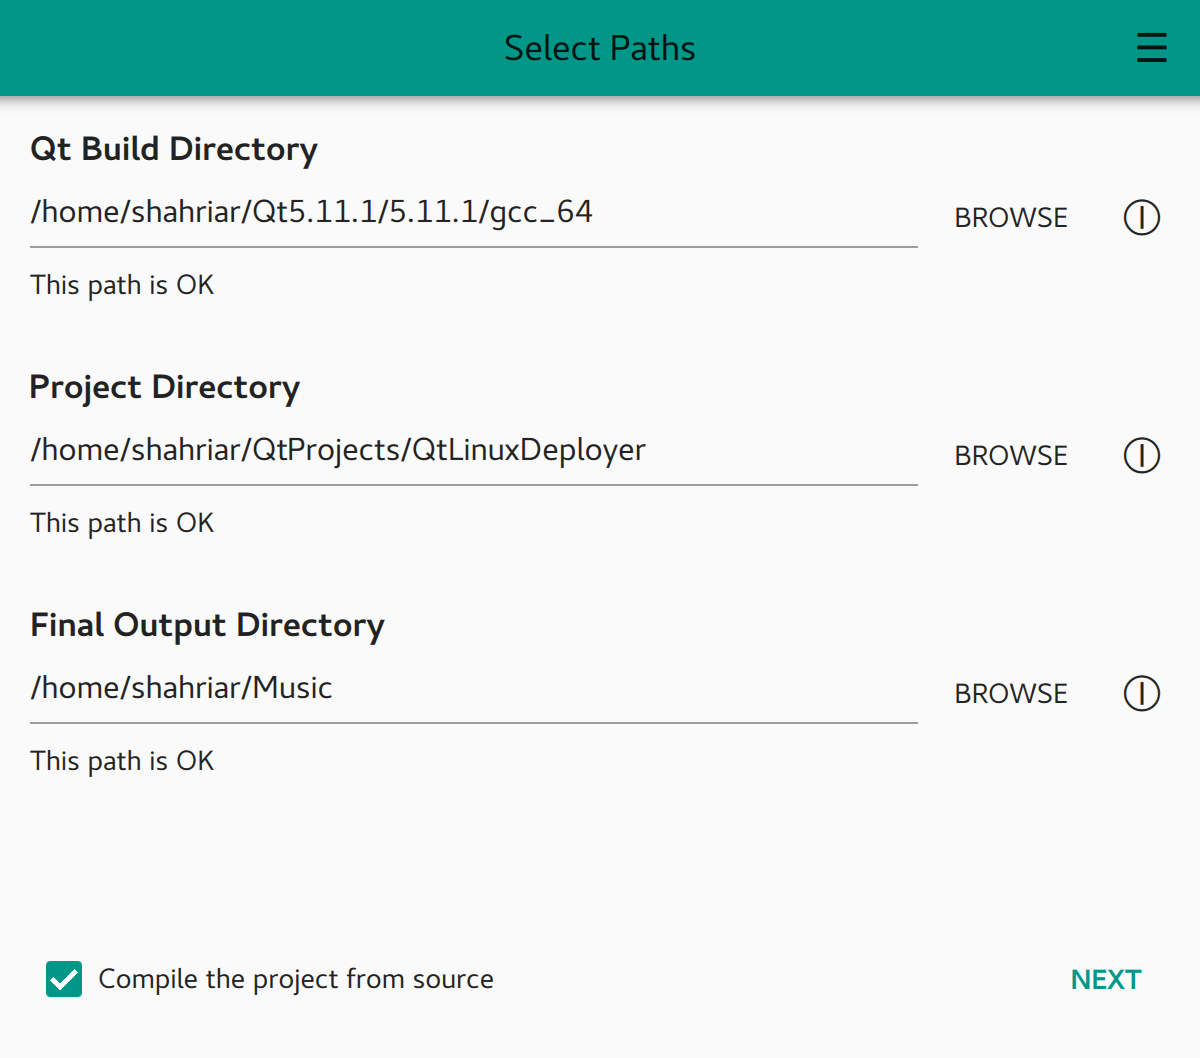 Select Paths
Qt Build Directory
/home/shahriar/Qt5.11.1/5.11.1/gcc_64
BROWSE
This path is OK
Project Directory
/home/shahriar/QtProjects/QtLinuxDeployer
BROWSE
This path is OK
Final Output Directory
/home/shahriar/Music
BROWSE
This path is OK
Compile the project from source
NEXT